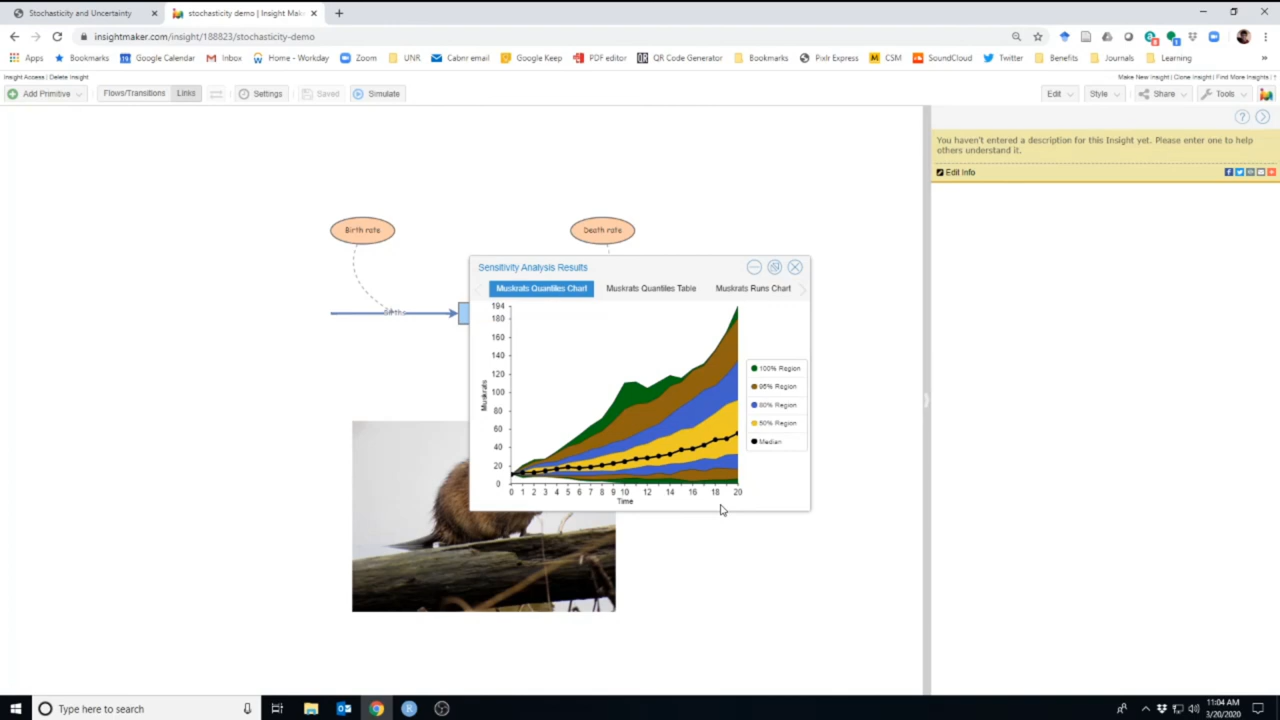 Stochasticity and Uncertainty
stochasticity demo | Insight Make
insightmaker.com/insight/188823/stochasticity-demo
Apps Bookmarks Google Calendar Inbox Home - Workday Zoom UNR Cabnr email Google Keep PDF editor QR Code Generator Bookmarks Pixlr Express CSM SoundCloud Twitter Benefits Journals Learning
Insight Access | Delete Insight
Make New Insight | Clone Insight | Find More Insights | ?
Add Primitive Flows/Transitions Links Settings Saved Simulate Edit Style Share Tools
You haven't entered a description for this Insight yet. Please enter one to help
others understand it.
Edit Info
Birth rate
Death rate
Births
Sensitivity Analysis Results
Muskrats Quantiles Chart Muskrats Quantiles Table Muskrats Runs Chart
194
180
160
140
120
100
80
60
40
20
0
Muskrats
0 1 2 3 4 5 6 7 8 9 10 12 14 16 18 20
Time
100% Region
95% Region
80% Region
50% Region
Median
Type here to search
11:04 AM
3/20/2020